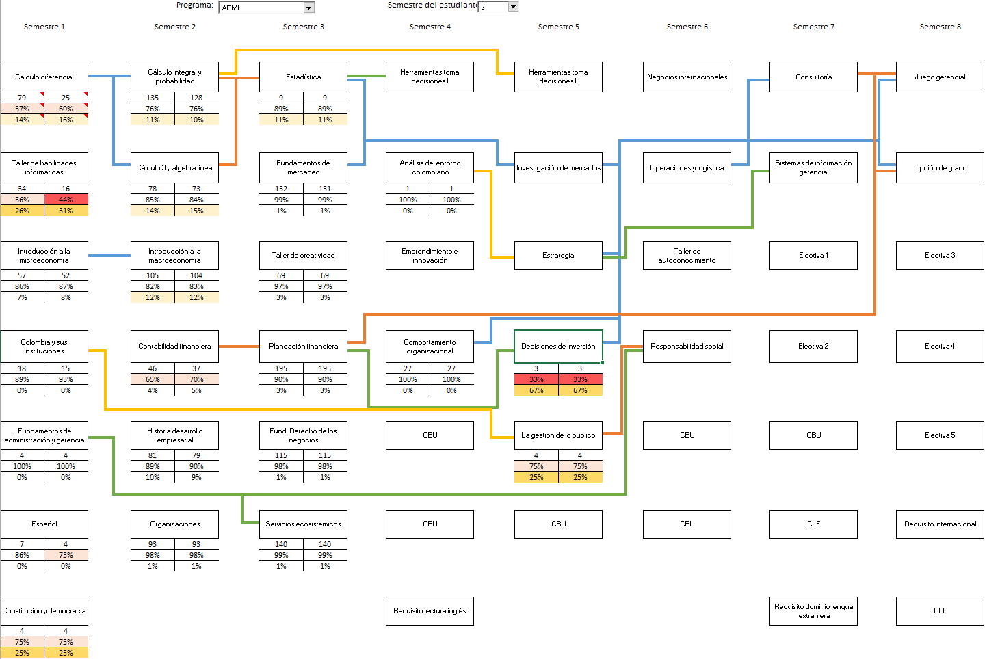 Programa: ADMI Semestre del estudiante 3
Semestre 1 Semestre 2 Semestre 3 Semestre 4 Semestre 5 Semestre 6 Semestre 7 Semestre 8
Cálculo diferencial
79 25
57% 60%
14% 16%
Cálculo integral y
probabilidad
135 128
76% 76%
11% 10%
Estadística
9 9
89% 89%
11% 11%
Herramientas toma
decisiones I
Herramientas toma
decisiones II
Negocios internacionales
Consultoría
Juego gerencial
Taller de habilidades
informáticas
34 16
56% 44%
26% 31%
Cálculo 3 y álgebra lineal
78 73
85% 84%
14% 15%
Fundamentos de
mercadeo
152 151
99% 99%
1% 1%
Análisis del entorno
colombiano
1 1
100% 100%
0% 0%
Investigación de mercados
Operaciones y logística
Sistemas de información
gerencial
Opción de grado
Introducción a la
microeconomía
57 52
86% 87%
7% 8%
Introducción a la
macroeconomía
105 104
82% 83%
12% 12%
Taller de creatividad
69 69
97% 97%
3% 3%
Emprendimiento e
innovación
Estrategia
Taller de
autoconocimiento
Electiva 1
Electiva 3
Colombia y sus
instituciones
18 15
89% 93%
0% 0%
Contabilidad financiera
46 37
65% 70%
4% 5%
Planeación financiera
195 195
90% 90%
3% 3%
Comportamiento
organizacional
27 27
100% 100%
0% 0%
Decisiones de inversión
3 3
33% 33%
67% 67%
Responsabilidad social
Electiva 2
Electiva 4
Fundamentos de
administración y gerencia
4 4
100% 100%
0% 0%
Historia desarrollo
empresarial
81 79
89% 90%
10% 9%
Fund. Derecho de los
negocios
115 115
98% 98%
1% 1%
CBU
La gestión de lo público
4 4
75% 75%
25% 25%
CBU
CBU
Electiva 5
Español
7 4
86% 75%
0% 0%
Organizaciones
93 93
98% 98%
1% 1%
Servicios ecosistémicos
140 140
99% 99%
1% 1%
CBU
CBU
CBU
CLE
Requisito internacional
Constitución y democracia
4 4
75% 75%
25% 25%
Requisito lectura inglés
Requisito dominio lengua
extranjera
CLE